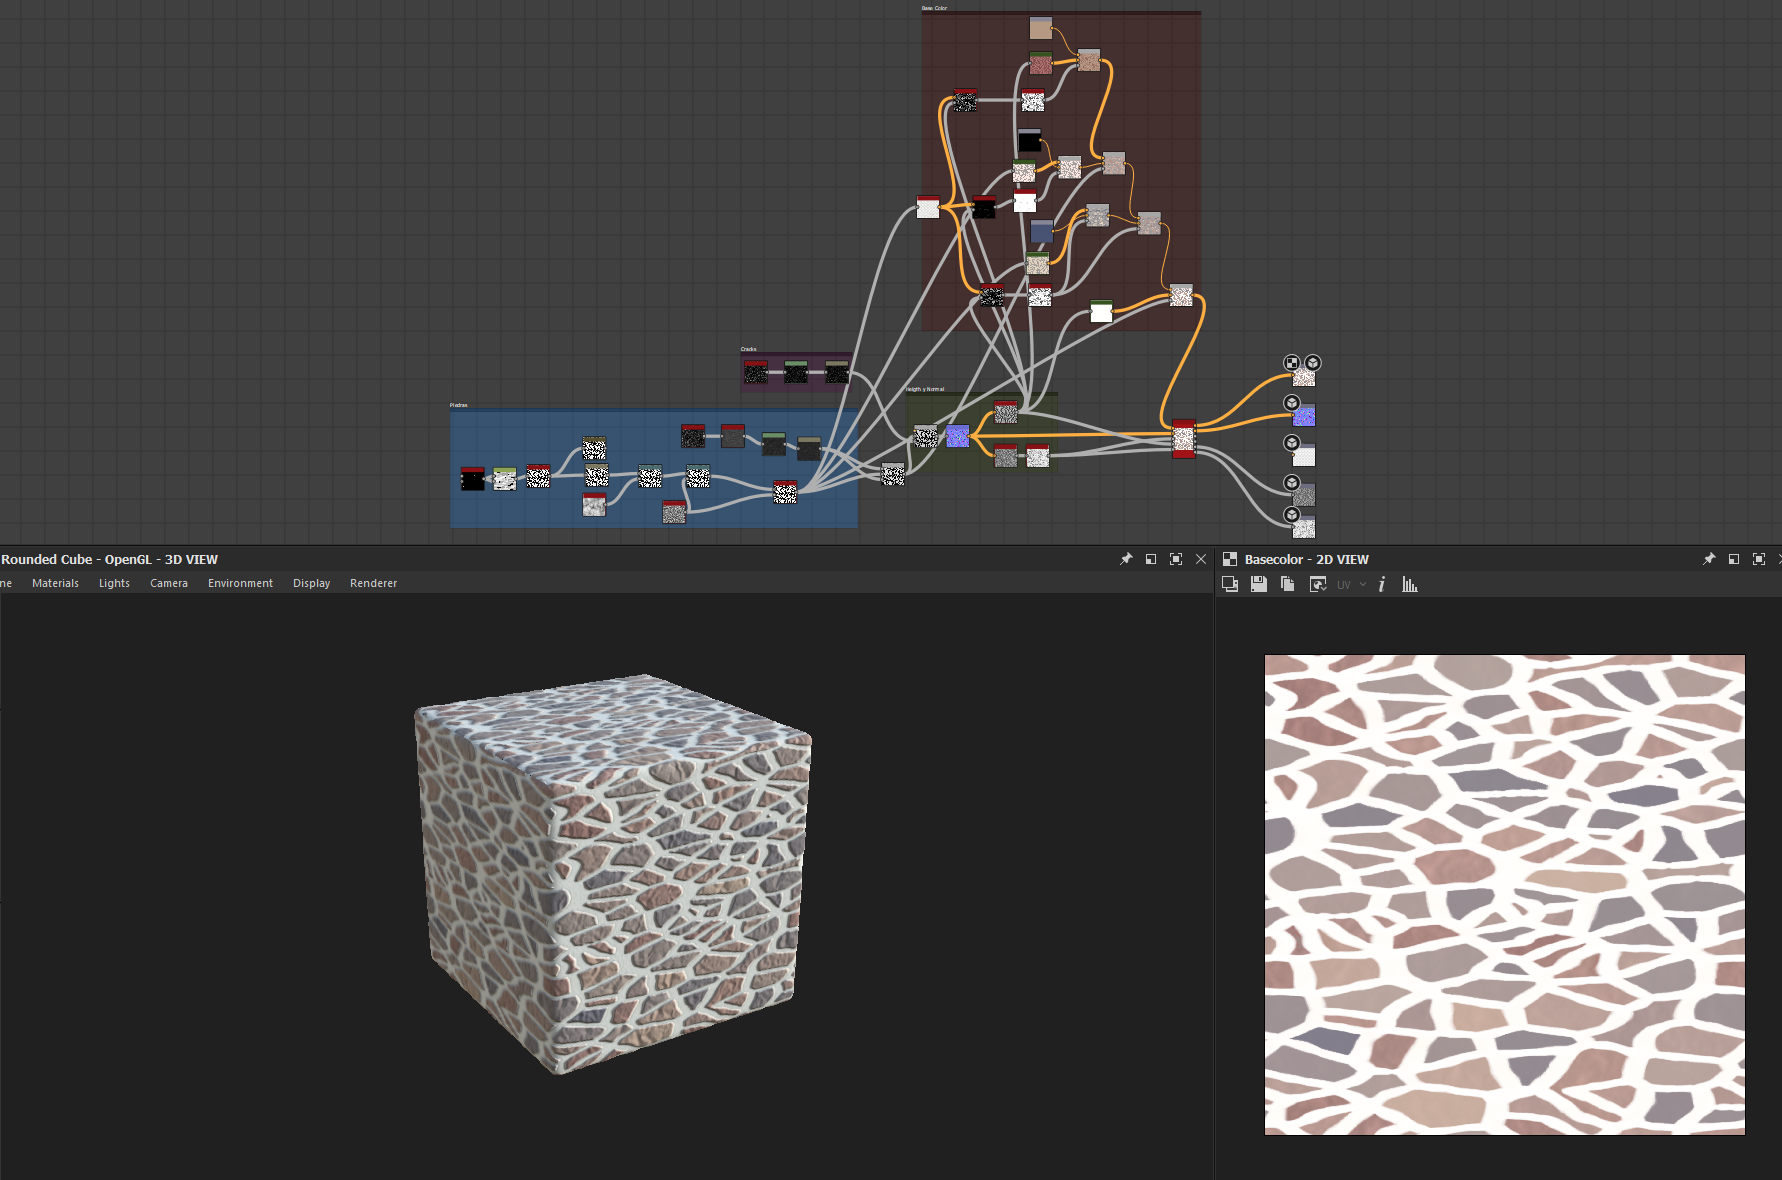 Base Color
Cracks
Heigth y Normal
Piedras
Rounded Cube - OpenGL - 3D VIEW
ne Materials Lights Camera Environment Display Renderer
Basecolor - 2D VIEW
UV